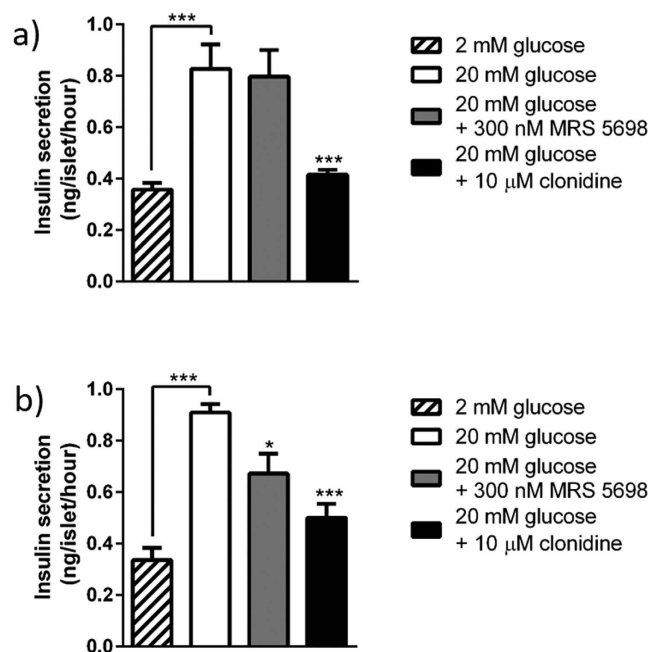 a)
***
1.0
0.8
0.6
0.4
0.2
0.0
Insulin secretion
(ng/islet/hour)
***
2 mM glucose
20 mM glucose
20 mM glucose
+ 300 nM MRS 5698
20 mM glucose
+ 10 μM clonidine
b)
***
1.0
0.8
0.6
0.4
0.2
0.0
Insulin secretion
(ng/islet/hour)
*
***
2 mM glucose
20 mM glucose
20 mM glucose
+ 300 nM MRS 5698
20 mM glucose
+ 10 μM clonidine